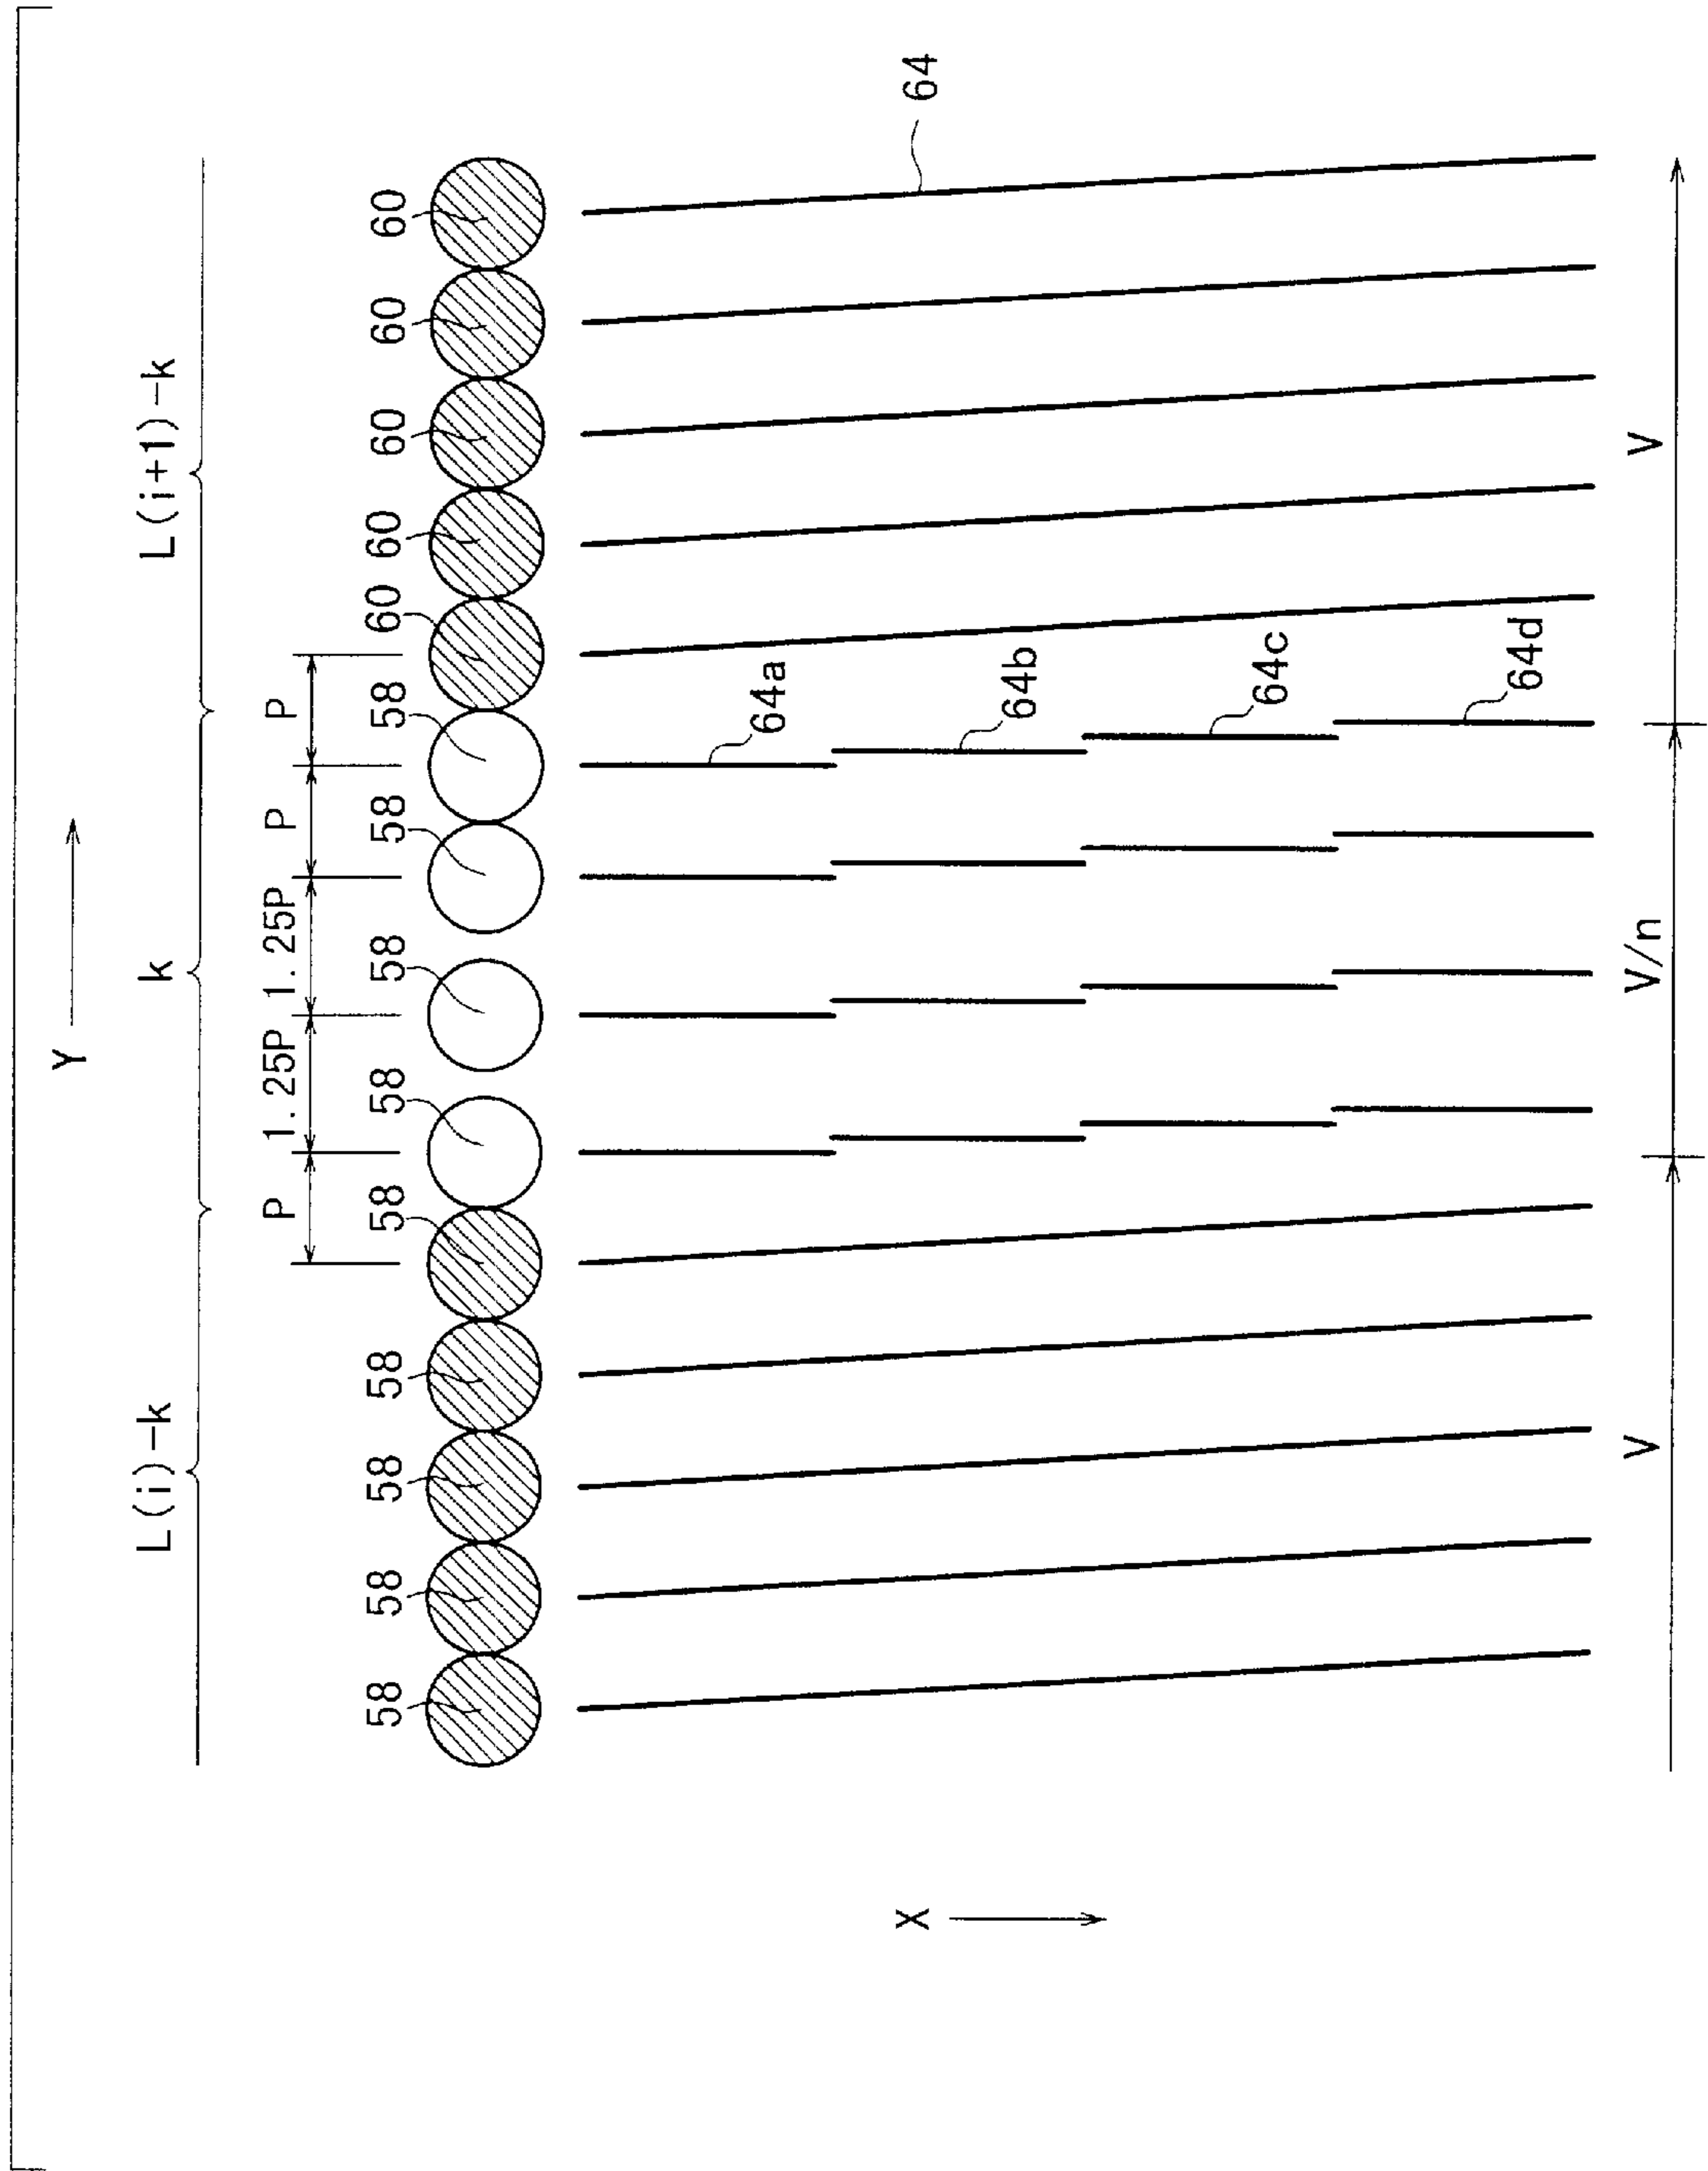 Y
L(i)-k k L(i+1)-k
P 1.25P 1.25P P P
58 58 58 58 58 58 58 58 58 60 60 60 60 60
64a
X 64
64b
64c
64d
V V/n V